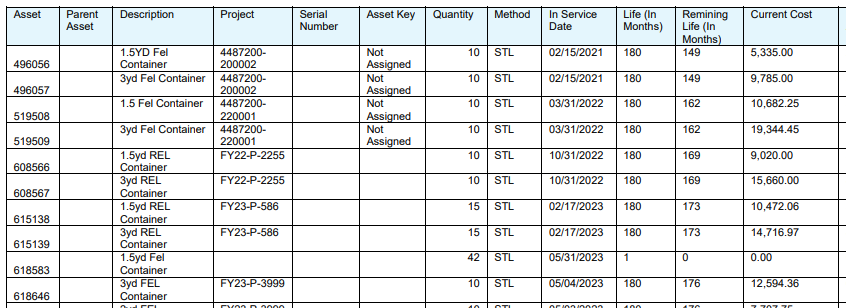 Asset Parent Asset Description Project Serial Number Asset Key Quantity Method In Service Date Life (In Months) Remining Life (In Months) Current Cost
496056 1.5YD Fel Container 4487200-200002 Not Assigned 10 STL 02/15/2021 180 149 5,335.00
496057 3yd Fel Container 4487200-200002 Not Assigned 10 STL 02/15/2021 180 149 9,785.00
519508 1.5 Fel Container 4487200-220001 Not Assigned 10 STL 03/31/2022 180 162 10,682.25
519509 3yd Fel Container 4487200-220001 Not Assigned 10 STL 03/31/2022 180 162 19,344.45
608566 1.5yd REL Container FY22-P-2255 10 STL 10/31/2022 180 169 9,020.00
608567 3yd REL Container FY22-P-2255 10 STL 10/31/2022 180 169 15,660.00
615138 1.5yd REL Container FY23-P-586 15 STL 02/17/2023 180 173 10,472.06
615139 3yd REL Container FY23-P-586 15 STL 02/17/2023 180 173 14,716.97
618583 1.5yd Fel Container 42 STL 05/31/2023 1 0 0.00
618646 3yd FEL Container FY23-P-3999 10 STL 05/04/2023 180 176 12,594.36